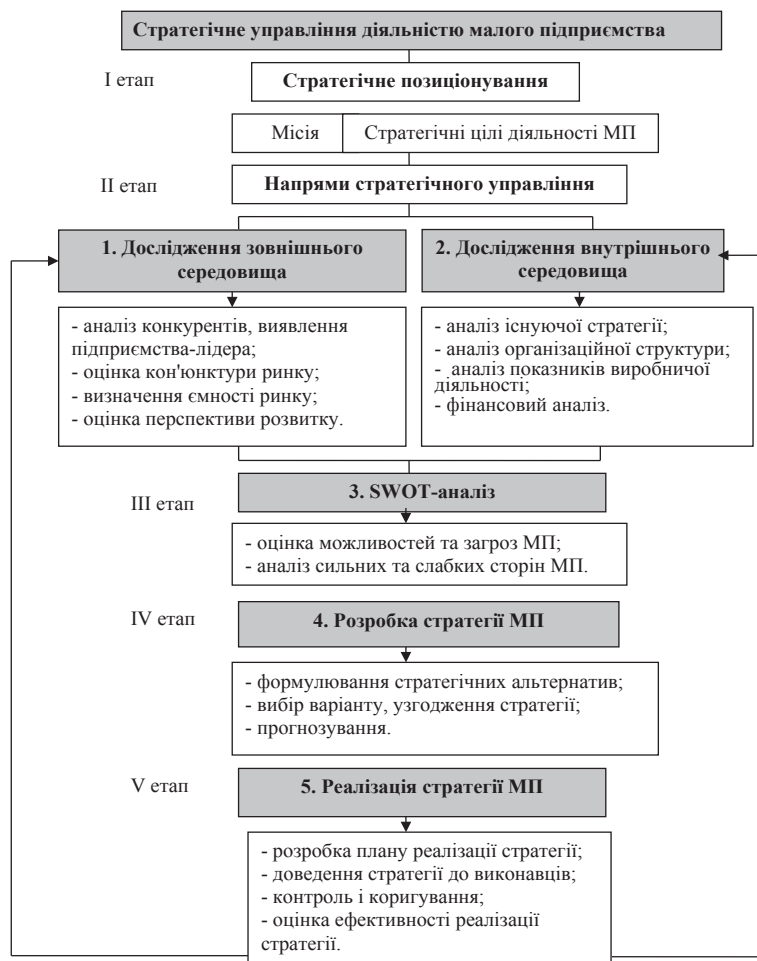 Стратегічне управління діяльністю малого підприємства
I етап
Стратегічне позиціонування
Місія
Стратегічні цілі діяльності МП
II етап
Напрями стратегічного управління
1. Дослідження зовнішнього
середовища
2. Дослідження внутрішнього
середовища
- аналіз конкурентів, виявлення
підприємства-лідера;
- оцінка кон'юнктури ринку;
- визначення ємності ринку;
- оцінка перспективи розвитку.
- аналіз існуючої стратегії;
- аналіз організаційної структури;
- аналіз показників виробничої
діяльності;
- фінансовий аналіз.
III етап
3. SWOT-аналіз
- оцінка можливостей та загроз МП;
- аналіз сильних та слабких сторін МП.
IV етап
4. Розробка стратегії МП
- формулювання стратегічних альтернатив;
- вибір варіанту, узгодження стратегії;
- прогнозування.
V етап
5. Реалізація стратегії МП
- розробка плану реалізації стратегії;
- доведення стратегії до виконавців;
- контроль і коригування;
- оцінка ефективності реалізації
стратегії.